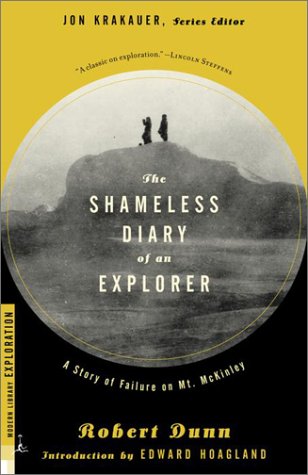 JON KRAKAUER, Series Editor
"A classic on exploration."—LINCOLN STEFFENS
The
SHAMELESS
DIARY
of an
EXPLORER
A Story of Failure on Mt. McKinley
MODERN LIBRARY EXPLORATION
Robert Dunn
Introduction by EDWARD HOAGLAND